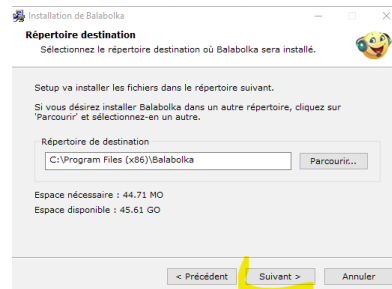 Installation de Balabolka
Répertoire destination
Sélectionnez le répertoire destination où Balabolka sera installé.
Setup va installer les fichiers dans le répertoire suivant.
Si vous désirez installer Balabolka dans un autre répertoire, cliquez sur
'Parcourir' et sélectionnez-en un autre.
Répertoire de destination
C:\Program Files (x86)\Balabolka
Parcourir...
Espace nécessaire : 44.71 MO
Espace disponible : 45.61 GO
< Précédent
Suivant >
Annuler